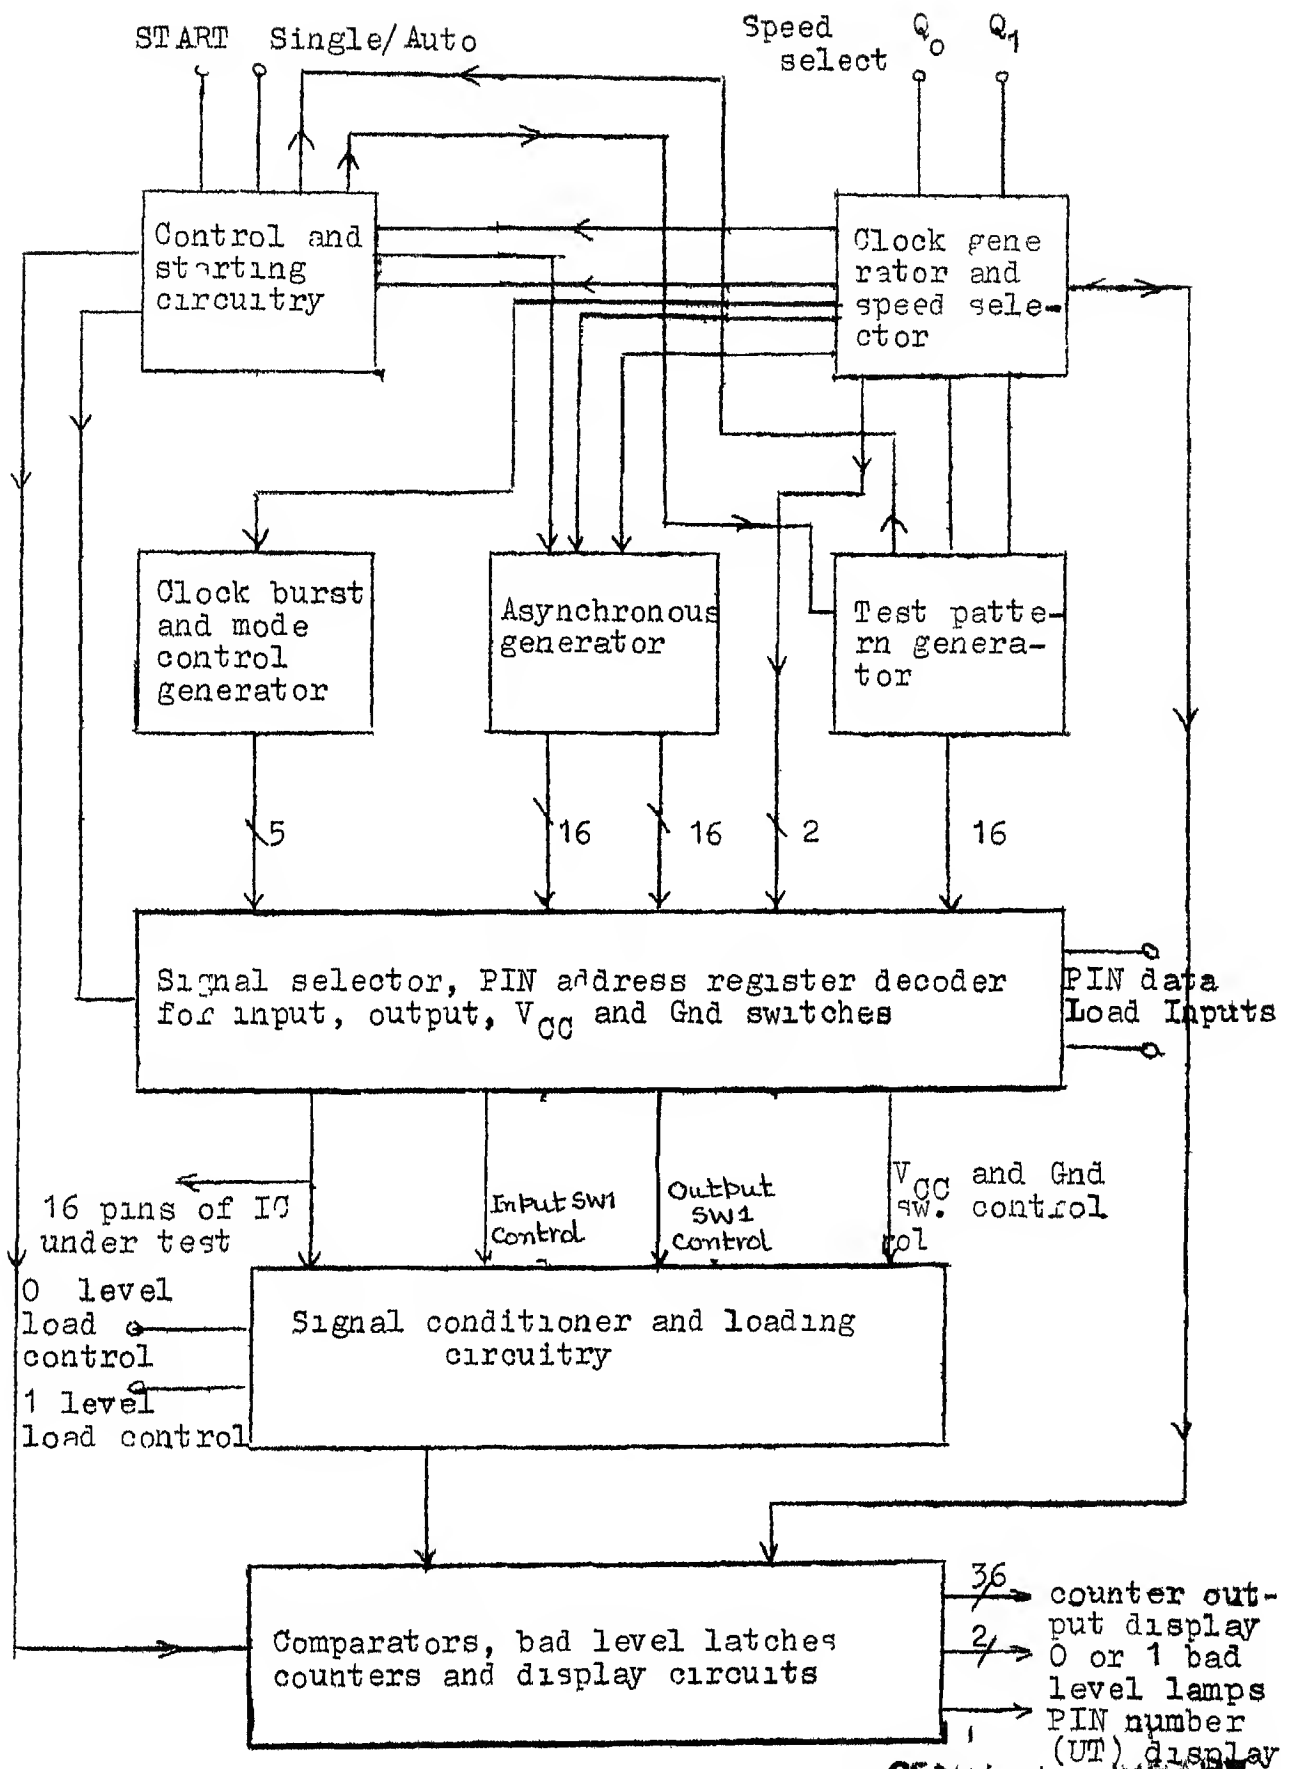 START Single/Auto
Speed select Q0 Q1
Control and
starting
circuitry
Clock gene
rator and
speed sele-
ctor
Clock burst
and mode
control
generator
Asynchronous
generator
Test patte-
rn genera-
tor
5
16
16
2
16
Signal selector, PIN address register decoder
for input, output, VCC and Gnd switches
PIN data
Load Inputs
16 pins of IC
under test
Input SW1
Control
Output
SW1
Control
VCC and Gnd
sw. control
rol
0 level
load
control
1 level
load control
Signal conditioner and loading
circuitry
Comparators, bad level latches
counters and display circuits
36
2
1
counter out-
put display
0 or 1 bad
level lamps
PIN number
(UT) display